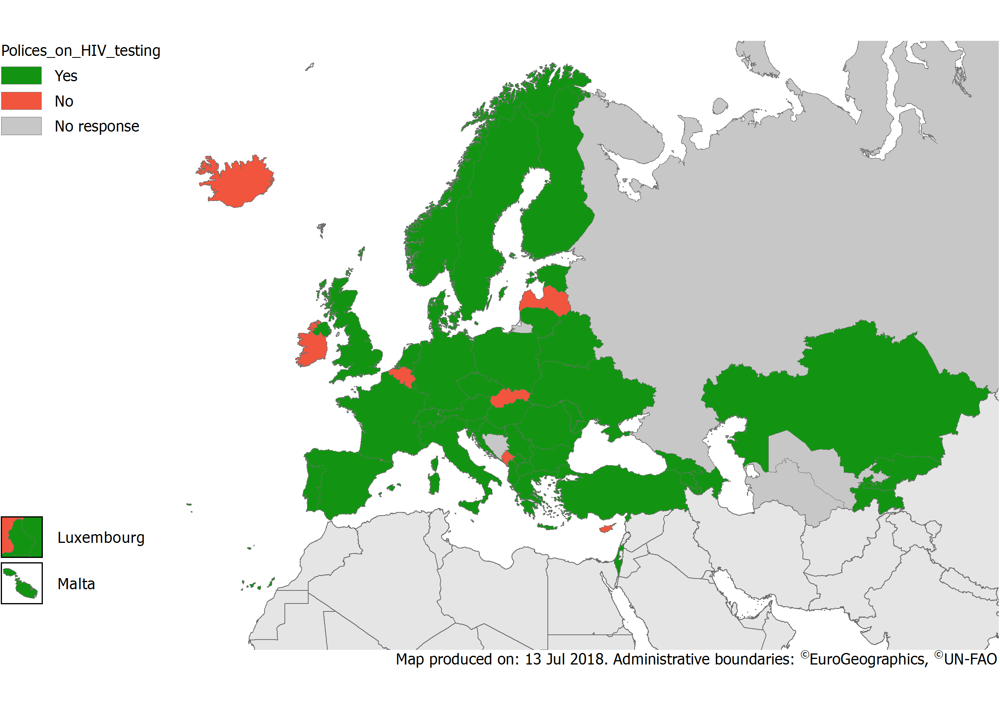 Polices_on_HIV_testing
Yes
No
No response
Luxembourg
Malta
Map produced on: 13 Jul 2018. Administrative boundaries: ©EuroGeographics, ©UN-FAO